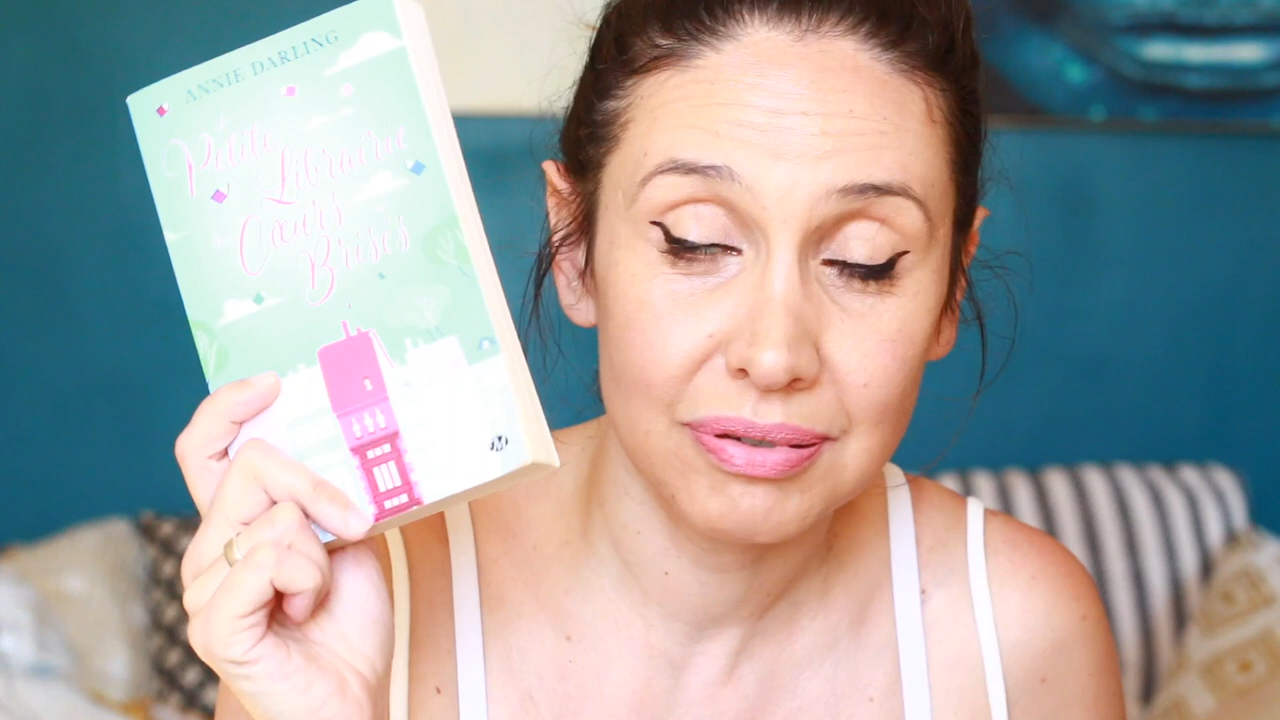 ANNIE DARLING
Petite
Librairie
Cœurs
Brisés
M